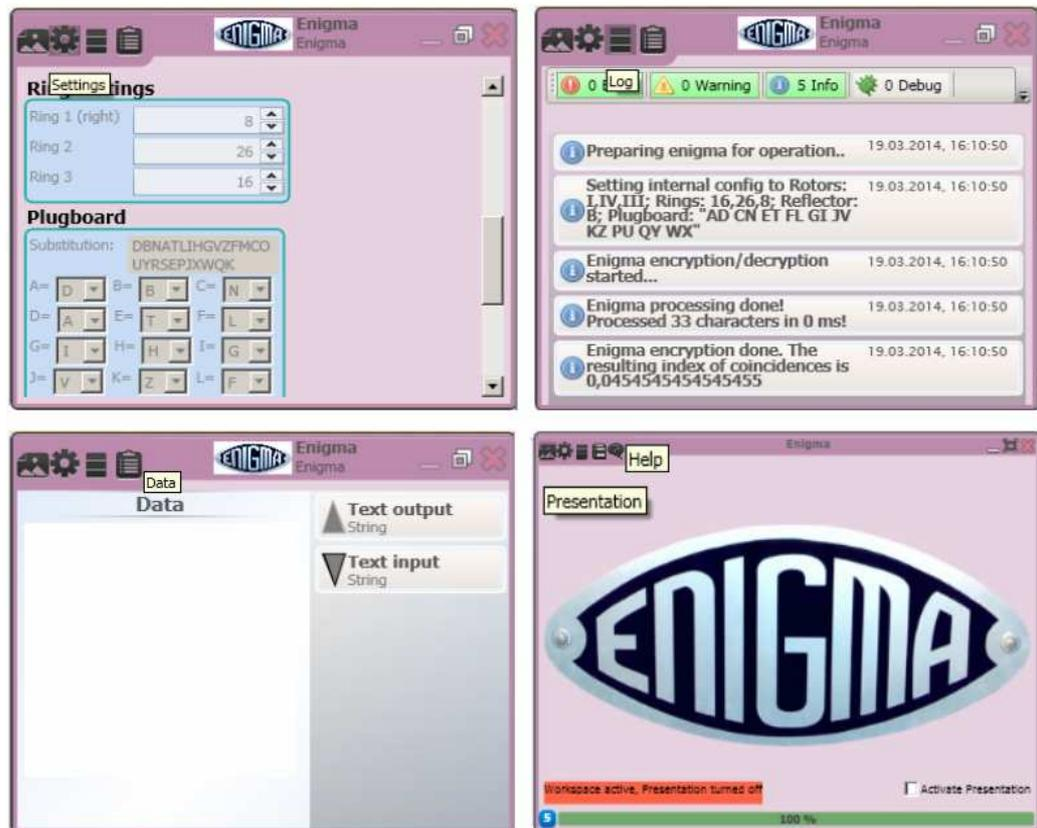 ENIGMA
Enigma
Enigma
Settings
Ring Settings
Ring 1 (right)
8
Ring 2
26
Ring 3
16
Plugboard
Substitution:
DBNATLIHGVZFMCO
UYRSEPJXWQK
A= D B= B C= N
D= A E= T F= L
G= I H= H I= G
J= V K= Z L= F
ENIGMA
Enigma
Enigma
Log
0 0 Warning 5 Info 0 Debug
Preparing enigma for operation.. 19.03.2014, 16:10:50
Setting internal config to Rotors: 19.03.2014, 16:10:50
I,IV,III; Rings: 16,26,8; Reflector:
B; Plugboard: "AD CN ET FL GI JV
KZ PU QY WX"
Enigma encryption/decryption 19.03.2014, 16:10:50
started...
Enigma processing done! 19.03.2014, 16:10:50
Processed 33 characters in 0 ms!
Enigma encryption done. The 19.03.2014, 16:10:50
resulting index of coincidences is
0,0454545454545455
ENIGMA
Enigma
Enigma
Data
Data
Text output
String
Text input
String
Enigma
Help
Presentation
ENIGMA
Workspace active, Presentation turned off
Activate Presentation
5
100 %